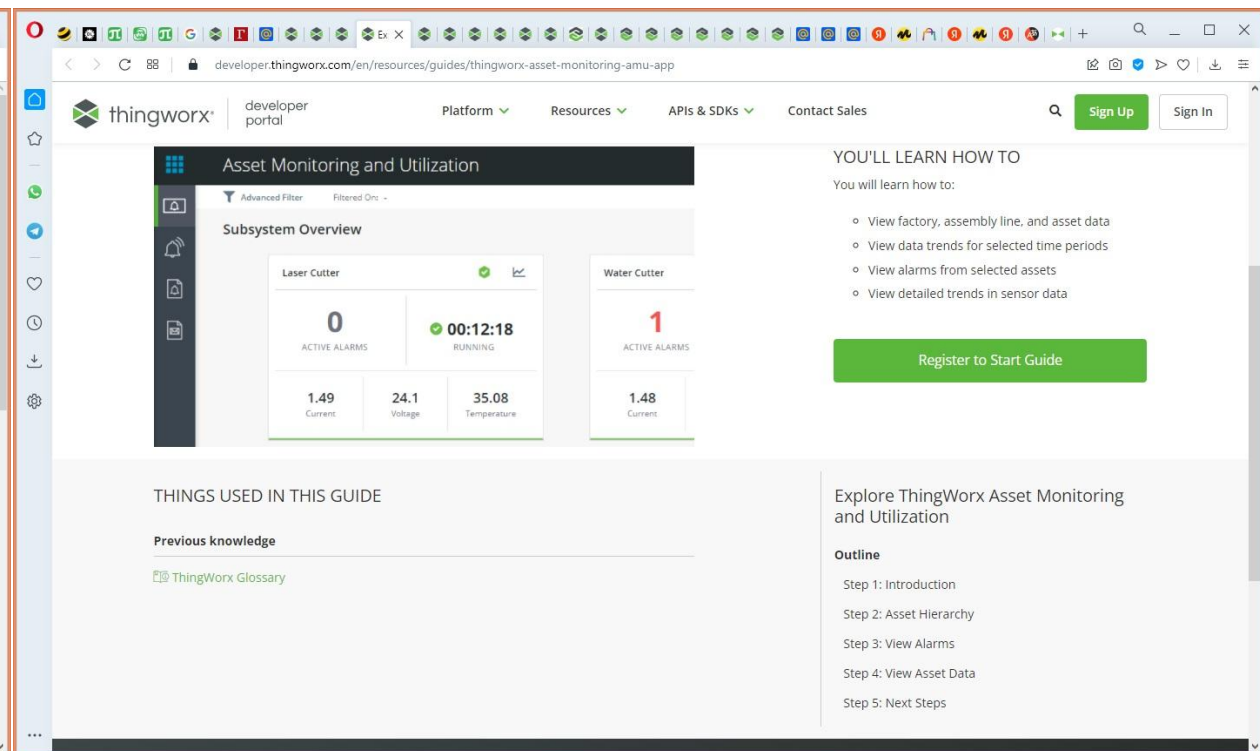 Ex
developer.thingworx.com/en/resources/guides/thingworx-asset-monitoring-amu-app
thingworx
developer
portal
Platform
Resources
APIs & SDKs
Contact Sales
Sign Up
Sign In
Asset Monitoring and Utilization
Advanced Filter Filtered On: -
Subsystem Overview
Laser Cutter
0
ACTIVE ALARMS
00:12:18
RUNNING
1.49
Current
24.1
Voltage
35.08
Temperature
Water Cutter
1
ACTIVE ALARMS
1.48
Current
YOU'LL LEARN HOW TO
You will learn how to:
View factory, assembly line, and asset data
View data trends for selected time periods
View alarms from selected assets
View detailed trends in sensor data
Register to Start Guide
THINGS USED IN THIS GUIDE
Previous knowledge
ThingWorx Glossary
Explore ThingWorx Asset Monitoring
and Utilization
Outline
Step 1: Introduction
Step 2: Asset Hierarchy
Step 3: View Alarms
Step 4: View Asset Data
Step 5: Next Steps